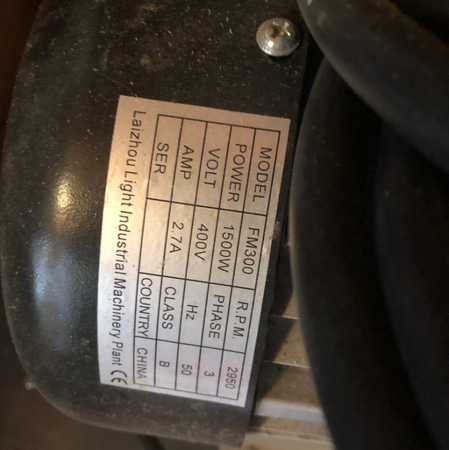 MODEL FM300 R.P.M. 2950
POWER 1500W PHASE 3
VOLT 400V Hz 50
AMP 2.7A CLASS B
SER COUNTRY CHINA
Laizhou Light Industrial Machinery Plant CE